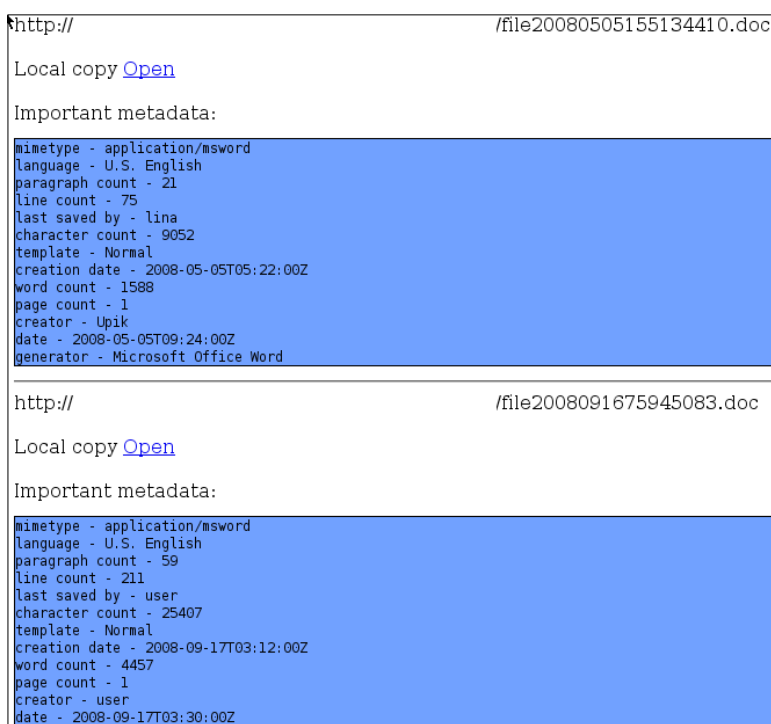 http:// /file20080505155134410.doc
Local copy Open
Important metadata:
mimetype - application/msword
language - U.S. English
paragraph count - 21
line count - 75
last saved by - lina
character count - 9052
template - Normal
creation date - 2008-05-05T05:22:00Z
word count - 1588
page count - 1
creator - Upik
date - 2008-05-05T09:24:00Z
generator - Microsoft Office Word
http:// /file2008091675945083.doc
Local copy Open
Important metadata:
mimetype - application/msword
language - U.S. English
paragraph count - 59
line count - 211
last saved by - user
character count - 25407
template - Normal
creation date - 2008-09-17T03:12:00Z
word count - 4457
page count - 1
creator - user
date - 2008-09-17T03:30:00Z